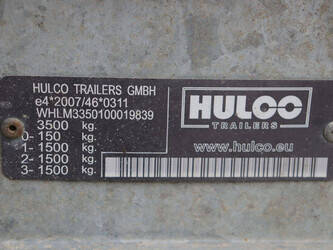 HULCO TRAILERS GMBH
e4*2007/46*0311
WHLM3350100019839
3500 kg.
0- 150 kg.
1- 1500 kg.
2- 1500 kg.
3- 1500 kg.
HULCO
TRAILERS
www.hulco.eu